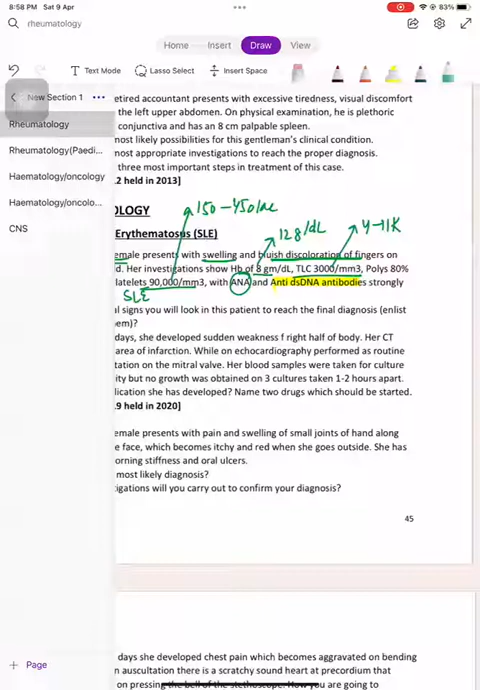 8:58 PM Sat 9 Apr
83%
rheumatology
Home Insert Draw View
Text Mode Lasso Select Insert Space
New Section 1
Rheumatology
Rheumatology(Paedi...
Haematology/oncology
Haematology/oncolo...
CNS
Page
etired accountant presents with excessive tiredness, visual discomfort
the left upper abdomen. On physical examination, he is plethoric
conjunctiva and has an 8 cm palpable spleen.
most likely possibilities for this gentleman's clinical condition.
most appropriate investigations to reach the proper diagnosis.
three most important steps in treatment of this case.
.2 held in 2013]
150-450
OLOGY
12g/dL
4-11K
Erythematosus (SLE)
emale presents with swelling and bluish discoloration of fingers on
d. Her investigations show Hb of 8 gm/dL, TLC 3000/mm3, Polys 80%
latelets 90,000/mm3, with ANA and Anti dsDNA antibodies strongly
SLE
al signs you will look in this patient to reach the final diagnosis (enlist
hem)?
days, she developed sudden weakness f right half of body. Her CT
area of infarction. While on echocardiography performed as routine
tation on the mitral valve. Her blood samples were taken for culture
ity but no growth was obtained on 3 cultures taken 1-2 hours apart.
lication she has developed? Name two drugs which should be started.
.9 held in 2020]
emale presents with pain and swelling of small joints of hand along
e face, which becomes itchy and red when she goes outside. She has
orning stiffness and oral ulcers.
most likely diagnosis?
tigations will you carry out to confirm your diagnosis?
45
days she developed chest pain which becomes aggravated on bending
n auscultation there is a scratchy sound heart at precordium that
on pressing the bell of the stethoscope. How you are going to